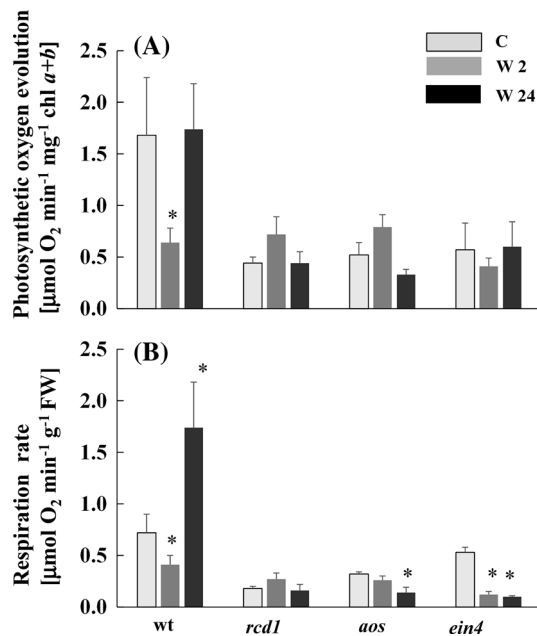 (A)
C
W 2
W 24
Photosynthetic oxygen evolution
[µmol O₂ min⁻¹ mg⁻¹ chl a+b]
2.5
2.0
1.5
1.0
0.5
0.0
*
(B)
Respiration rate
[µmol O₂ min⁻¹ g⁻¹ FW]
2.5
2.0
1.5
1.0
0.5
0.0
*
*
*
*
*
wt
rcd1
aos
ein4